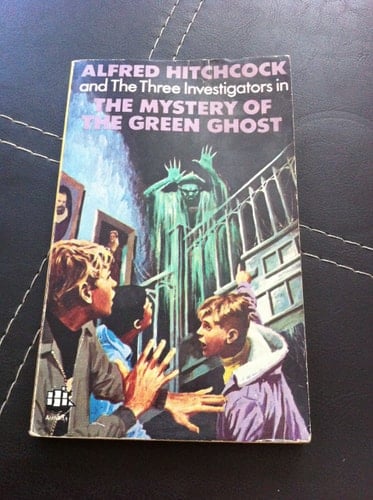 ALFRED HITCHCOCK
and The Three Investigators in
THE MYSTERY OF
THE GREEN GHOST